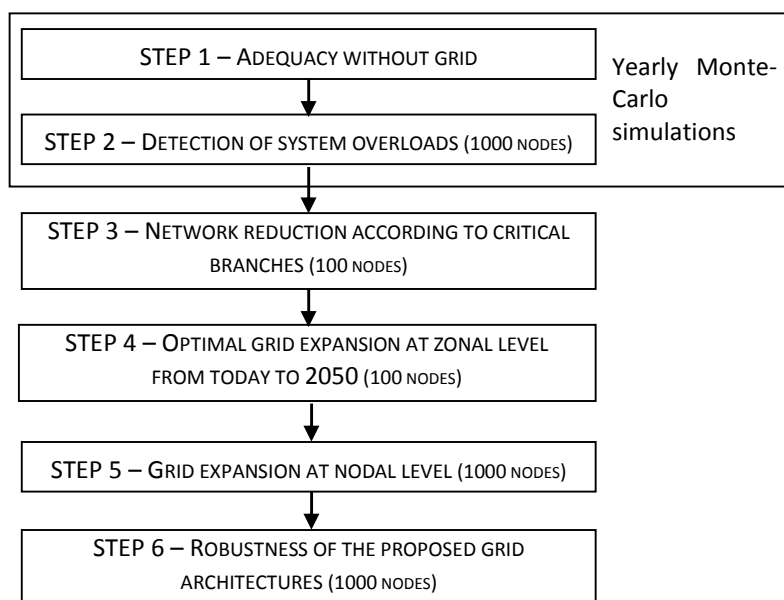 STEP 1 – ADEQUACY WITHOUT GRID
Yearly Monte-
Carlo
simulations
STEP 2 – DETECTION OF SYSTEM OVERLOADS (1000 NODES)
STEP 3 – NETWORK REDUCTION ACCORDING TO CRITICAL
BRANCHES (100 NODES)
STEP 4 – OPTIMAL GRID EXPANSION AT ZONAL LEVEL
FROM TODAY TO 2050 (100 NODES)
STEP 5 – GRID EXPANSION AT NODAL LEVEL (1000 NODES)
STEP 6 – ROBUSTNESS OF THE PROPOSED GRID
ARCHITECTURES (1000 NODES)